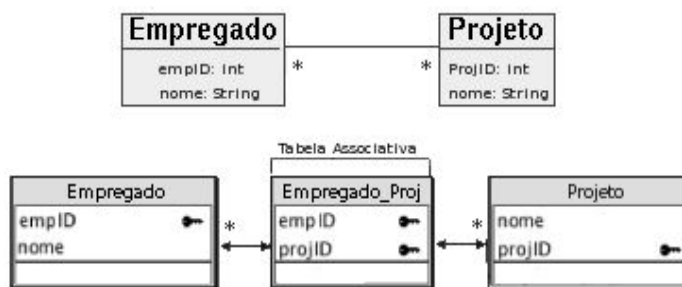 Empregado Projeto
empID: Int * * ProjID: Int
nome: String nome: String
Tabela Associativa
Empregado Empregado_Proj Projeto
empID * empID * nome
nome projID projID